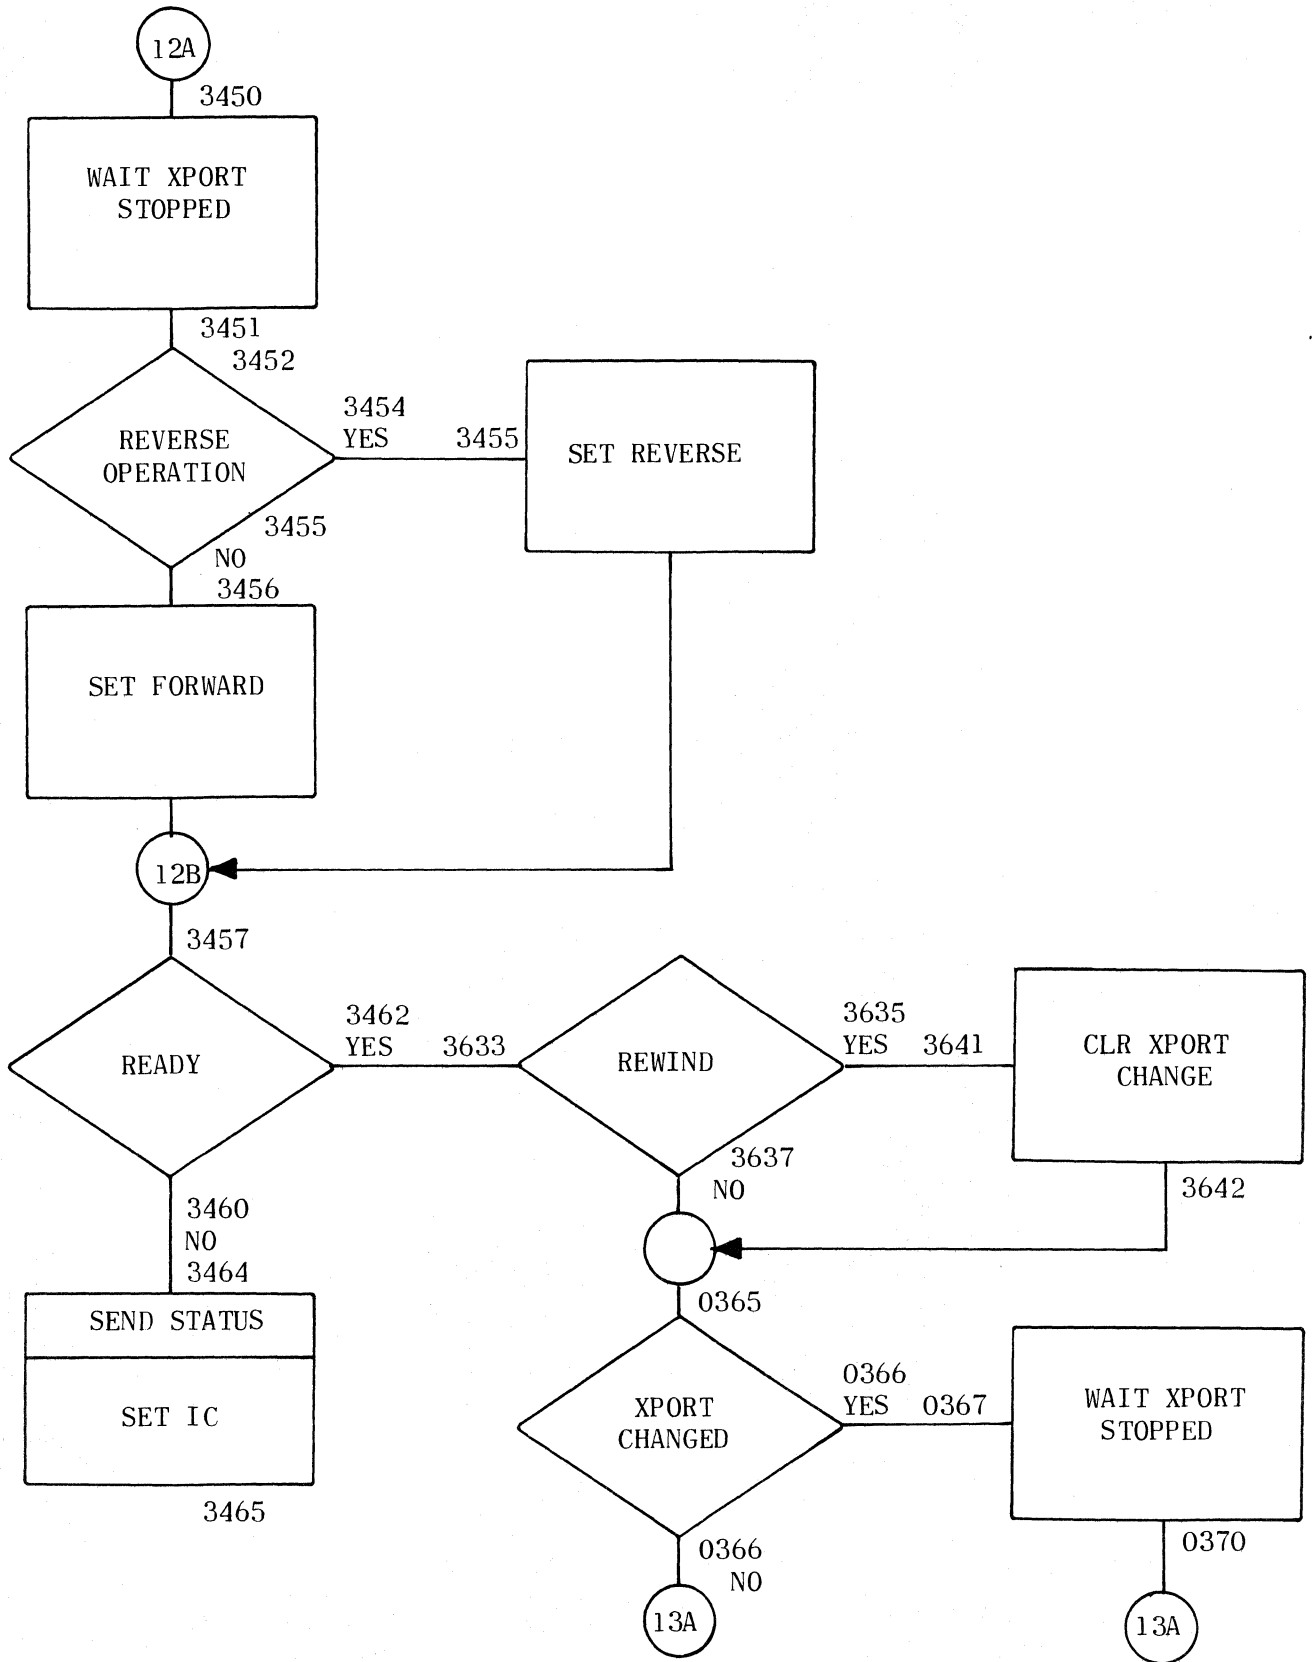 12A
3450
WAIT XPORT
STOPPED
3451
3452
REVERSE
OPERATION
3454
YES 3455
SET REVERSE
3455
NO
3456
SET FORWARD
12B
3457
READY
3462
YES 3633
REWIND
3635
YES 3641
CLR XPORT
CHANGE
3637
NO
3642
3460
NO
3464
SEND STATUS
SET IC
3465
0365
XPORT
CHANGED
0366
YES 0367
WAIT XPORT
STOPPED
0366
NO
0370
13A
13A